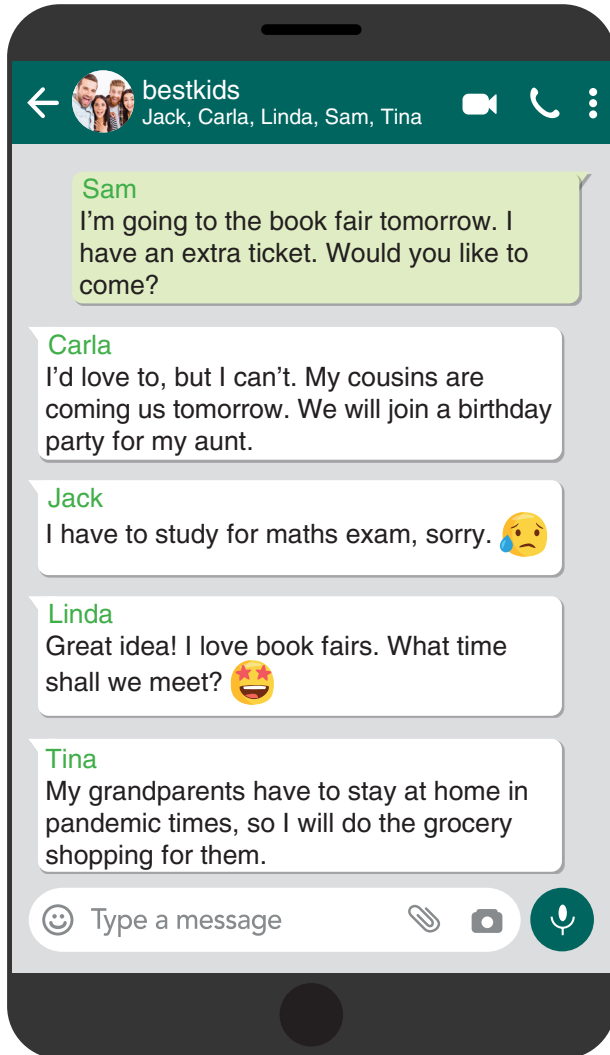 bestkids
Jack, Carla, Linda, Sam, Tina
Sam
I'm going to the book fair tomorrow. I
have an extra ticket. Would you like to
come?
Carla
I'd love to, but I can't. My cousins are
coming us tomorrow. We will join a birthday
party for my aunt.
Jack
I have to study for maths exam, sorry.
Linda
Great idea! I love book fairs. What time
shall we meet?
Tina
My grandparents have to stay at home in
pandemic times, so I will do the grocery
shopping for them.
Type a message